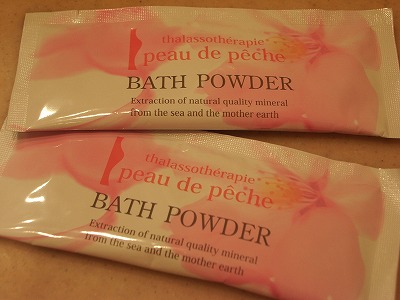 thalassothérapie®
peau de pêche
BATH POWDER
Extraction of natural quality mineral
from the sea and the mother earth
thalassothérapie®
peau de pêche
BATH POWDER
Extraction of natural quality mineral
from the sea and the mother earth